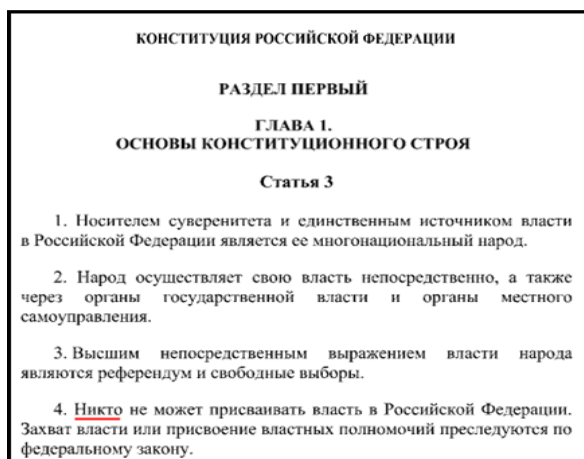 КОНСТИТУЦИЯ РОССИЙСКОЙ ФЕДЕРАЦИИ
РАЗДЕЛ ПЕРВЫЙ
ГЛАВА 1.
ОСНОВЫ КОНСТИТУЦИОННОГО СТРОЯ
Статья 3
1. Носителем суверенитета и единственным источником власти
в Российской Федерации является ее многонациональный народ.
2. Народ осуществляет свою власть непосредственно, а также
через органы государственной власти и органы местного
самоуправления.
3. Высшим непосредственным выражением власти народа
являются референдум и свободные выборы.
4. Никто не может присваивать власть в Российской Федерации.
Захват власти или присвоение властных полномочий преследуются по
федеральному закону.